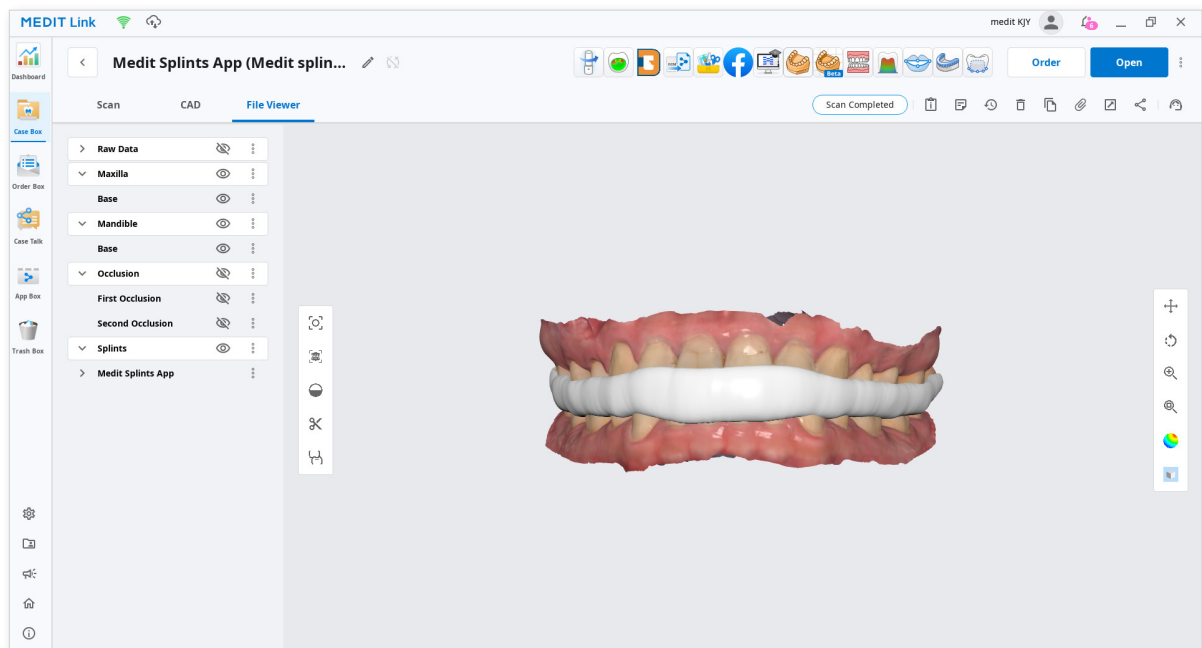 MEDIT Link
medit KJY
6
Dashboard
Case Box
Order Box
Case Talk
App Box
Trash Box
Medit Splints App (Medit splin...
Beta
Order
Open
Scan
CAD
File Viewer
Scan Completed
Raw Data
Maxilla
Base
Mandible
Base
Occlusion
First Occlusion
Second Occlusion
Splints
Medit Splints App